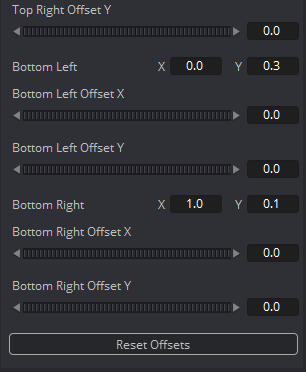 Top Right Offset Y
0.0
Bottom Left X 0.0 Y 0.3
Bottom Left Offset X
0.0
Bottom Left Offset Y
0.0
Bottom Right X 1.0 Y 0.1
Bottom Right Offset X
0.0
Bottom Right Offset Y
0.0
Reset Offsets